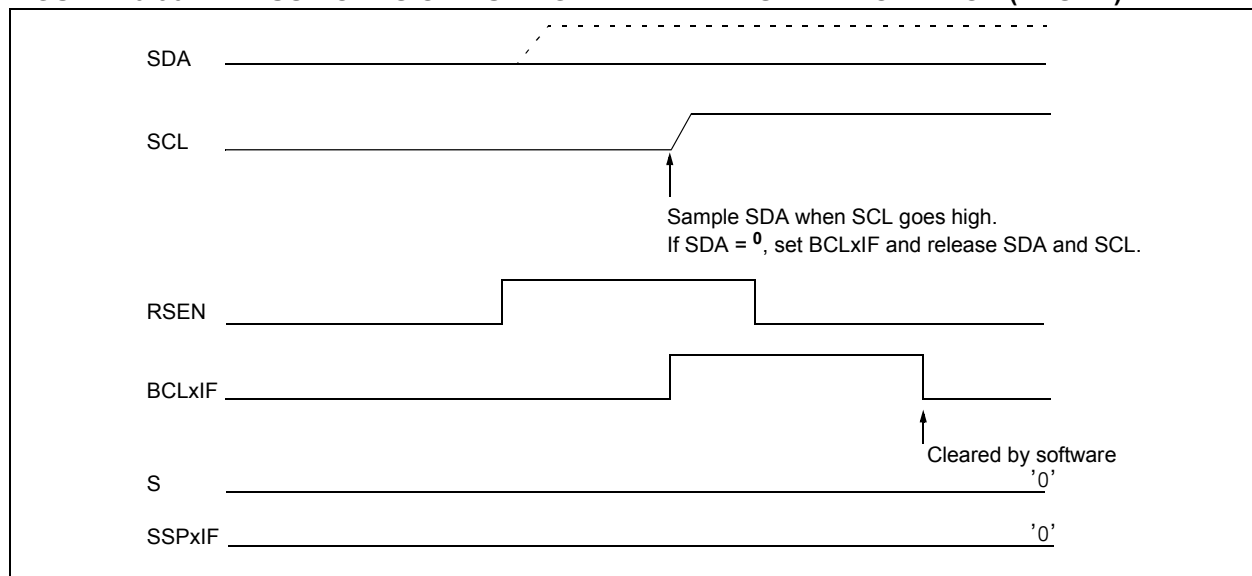 SDA
SCL
Sample SDA when SCL goes high.
If SDA = 0, set BCLxIF and release SDA and SCL.
RSEN
BCLxIF
Cleared by software
S
'0'
SSPxIF
'0'